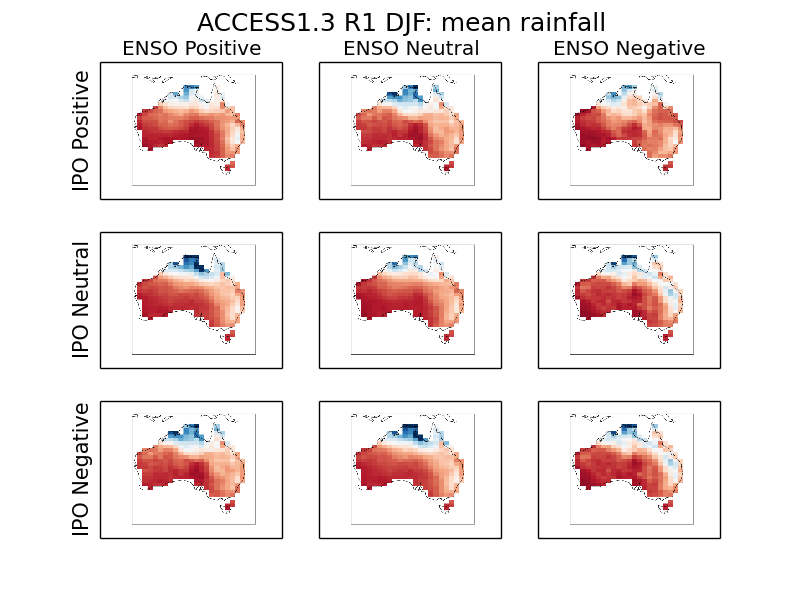 ACCESS1.3 R1 DJF: mean rainfall
ENSO Positive
ENSO Neutral
ENSO Negative
IPO Positive
IPO Neutral
IPO Negative